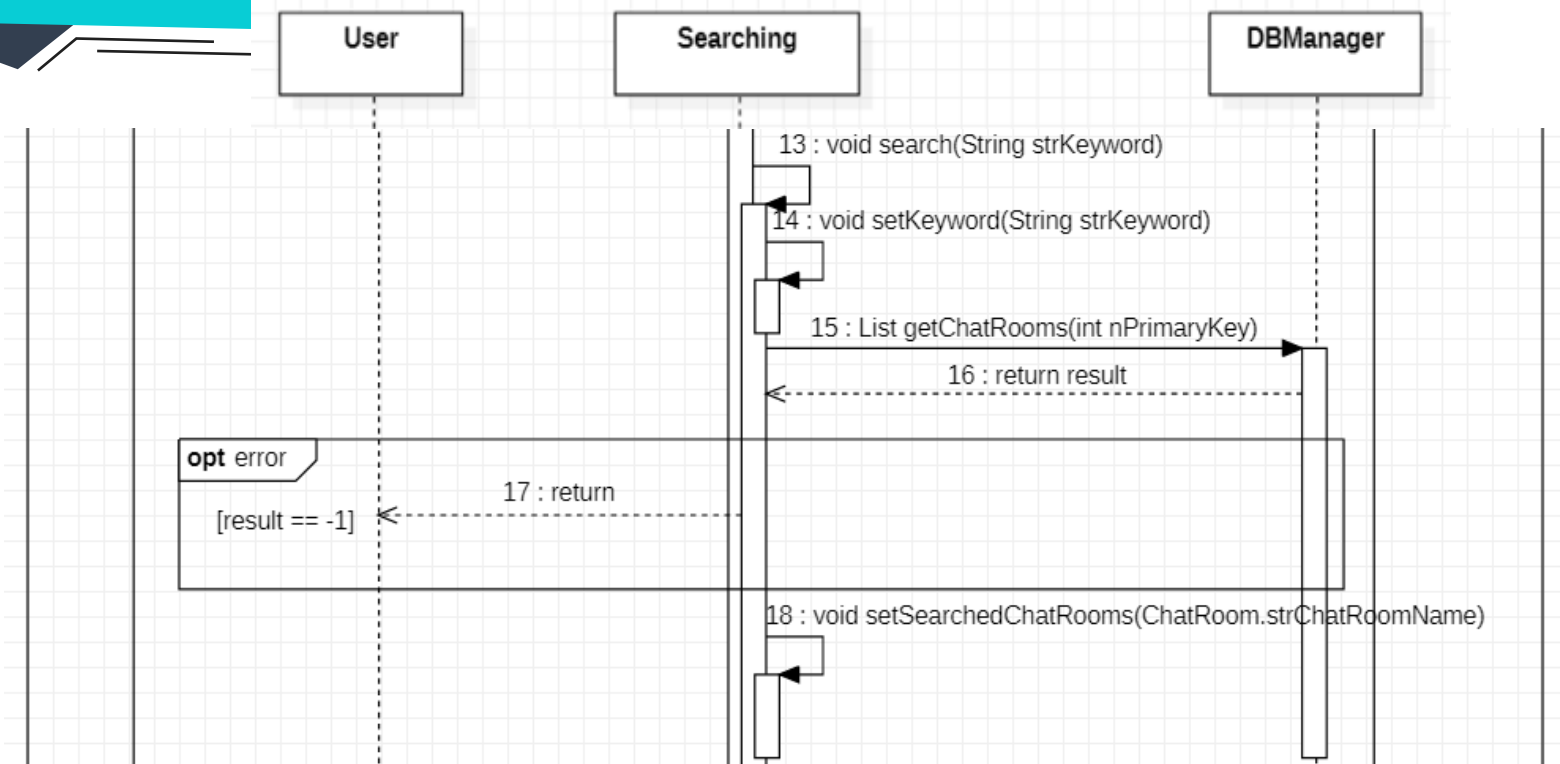 User
Searching
DBManager
13 : void search(String strKeyword)
14 : void setKeyword(String strKeyword)
15 : List getChatRooms(int nPrimaryKey)
16 : return result
opt error
17 : return
[result == -1]
18 : void setSearchedChatRooms(ChatRoom.strChatRoomName)